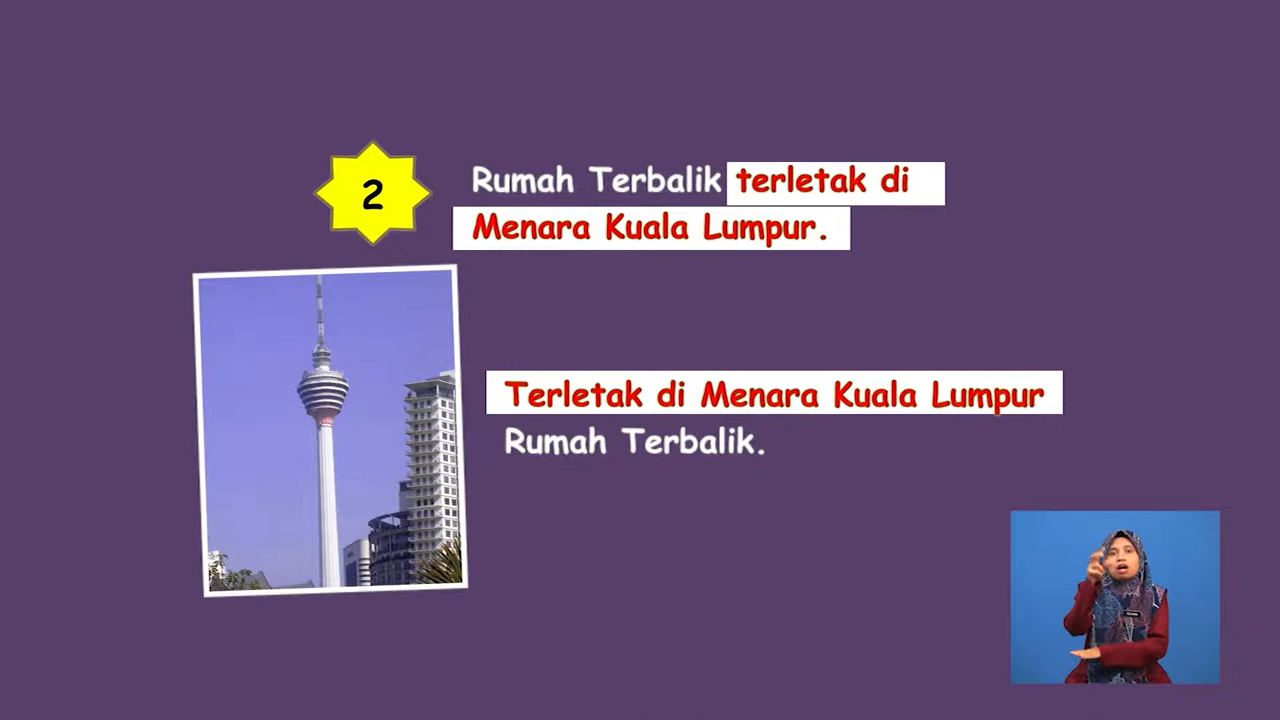 2
Rumah Terbalik terletak di
Menara Kuala Lumpur.
Terletak di Menara Kuala Lumpur
Rumah Terbalik.